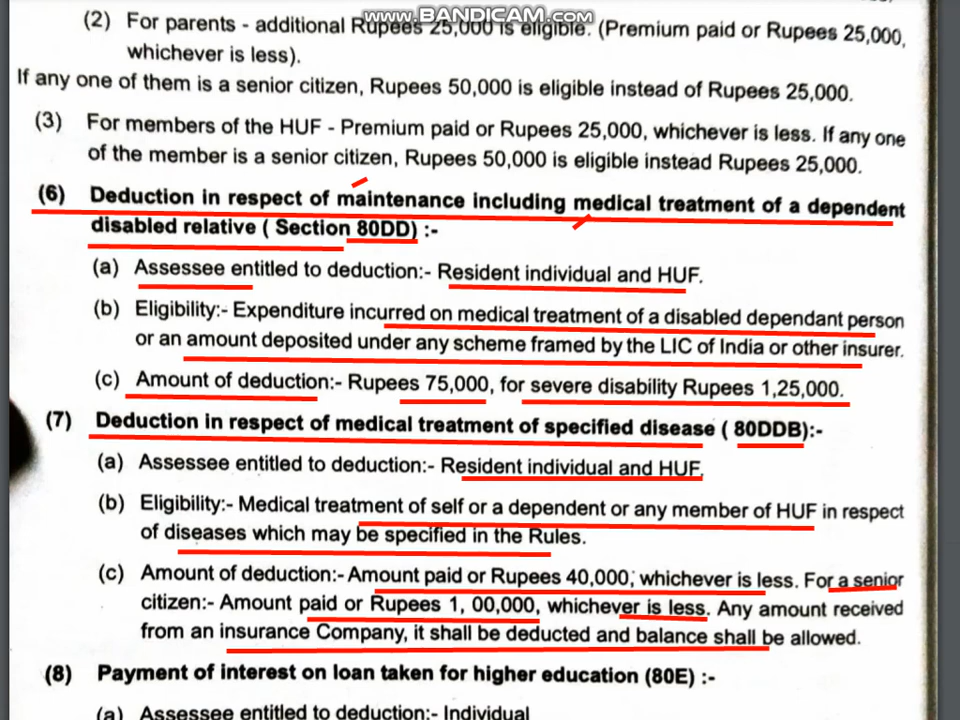 www.BANDICAM.com
(2) For parents - additional Rupees 25,000 is eligible. (Premium paid or Rupees 25,000,
whichever is less).
If any one of them is a senior citizen, Rupees 50,000 is eligible instead of Rupees 25,000.
(3) For members of the HUF - Premium paid or Rupees 25,000, whichever is less. If any one
of the member is a senior citizen, Rupees 50,000 is eligible instead Rupees 25,000.
(6) Deduction in respect of maintenance including medical treatment of a dependent
disabled relative ( Section 80DD) :-
(a) Assessee entitled to deduction:- Resident individual and HUF.
(b) Eligibility:- Expenditure incurred on medical treatment of a disabled dependant person
or an amount deposited under any scheme framed by the LIC of India or other insurer.
(c) Amount of deduction:- Rupees 75,000, for severe disability Rupees 1,25,000.
(7) Deduction in respect of medical treatment of specified disease ( 80DDB):-
(a) Assessee entitled to deduction:- Resident individual and HUF.
(b) Eligibility:- Medical treatment of self or a dependent or any member of HUF in respect
of diseases which may be specified in the Rules.
(c) Amount of deduction:- Amount paid or Rupees 40,000, whichever is less. For a senior
citizen:- Amount paid or Rupees 1, 00,000, whichever is less. Any amount received
from an insurance Company, it shall be deducted and balance shall be allowed.
(8) Payment of interest on loan taken for higher education (80E) :-
(a) Assessee entitled to deduction:- Individual